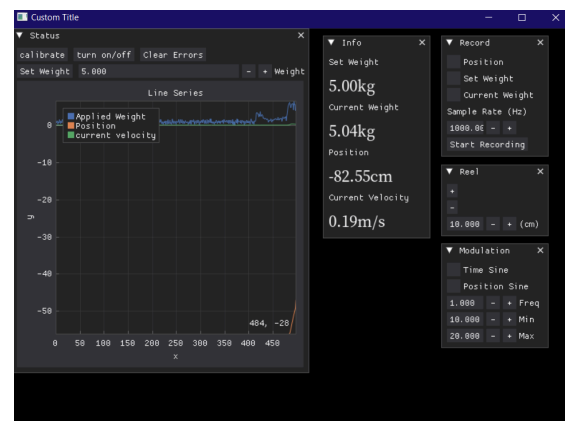 Custom Title
Status
calibrate turn on/off Clear Errors
Set Weight 5.000 - + Weight
Line Series
Applied Weight
Position
current velocity
0
-10
-20
-30
-40
-50
y
484, -28
0 50 100 150 200 250 300 350 400 450
x
Info
Set Weight
5.00kg
Current Weight
5.04kg
Position
-82.55cm
Current Velocity
0.19m/s
Record
Position
Set Weight
Current Weight
Sample Rate (Hz)
1000.00 - +
Start Recording
Reel
+
-
10.000 - + (cm)
Modulation
Time Sine
Position Sine
1.000 - + Freq
10.000 - + Min
20.000 - + Max